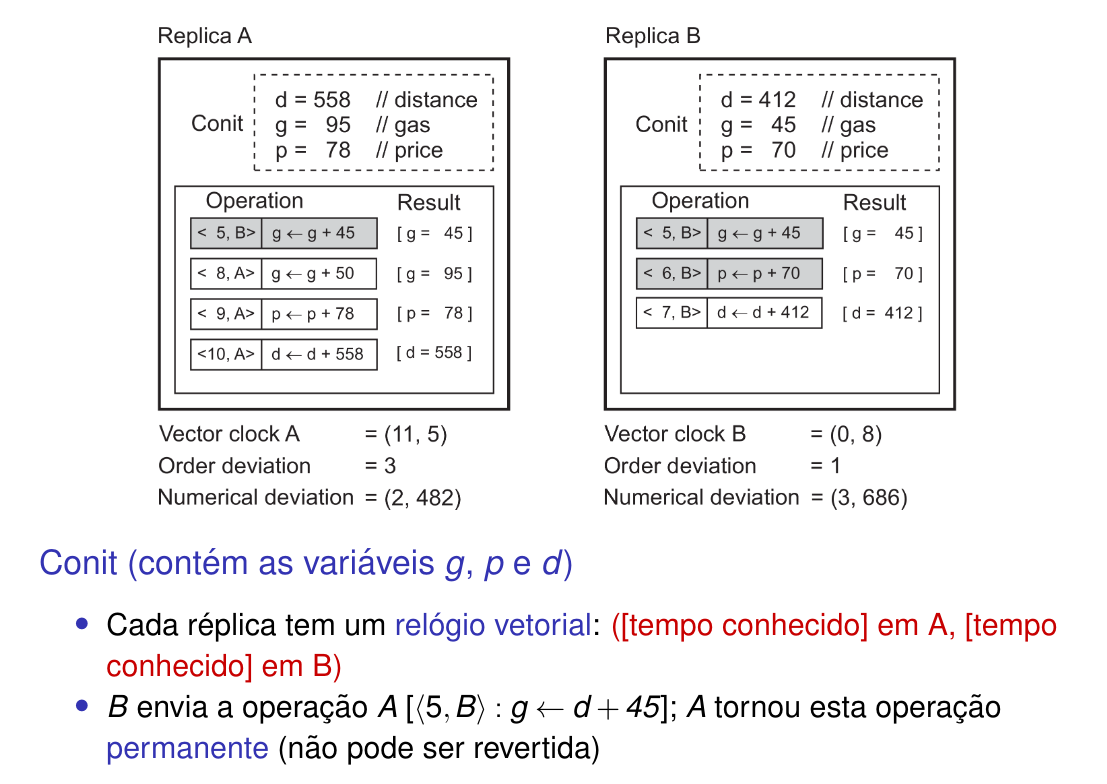 Replica A
Conit
d = 558 // distance
g = 95 // gas
p = 78 // price
Operation Result
< 5, B> g ← g + 45 [ g = 45 ]
< 8, A> g ← g + 50 [ g = 95 ]
< 9, A> p ← p + 78 [ p = 78 ]
<10, A> d ← d + 558 [ d = 558 ]
Vector clock A = (11, 5)
Order deviation = 3
Numerical deviation = (2, 482)
Replica B
Conit
d = 412 // distance
g = 45 // gas
p = 70 // price
Operation Result
< 5, B> g ← g + 45 [ g = 45 ]
< 6, B> p ← p + 70 [ p = 70 ]
< 7, B> d ← d + 412 [ d = 412 ]
Vector clock B = (0, 8)
Order deviation = 1
Numerical deviation = (3, 686)
Conit (contém as variáveis g, p e d)
• Cada réplica tem um relógio vetorial: ([tempo conhecido] em A, [tempo
conhecido] em B)
• B envia a operação A [⟨5, B⟩ : g ← d + 45]; A tornou esta operação
permanente (não pode ser revertida)